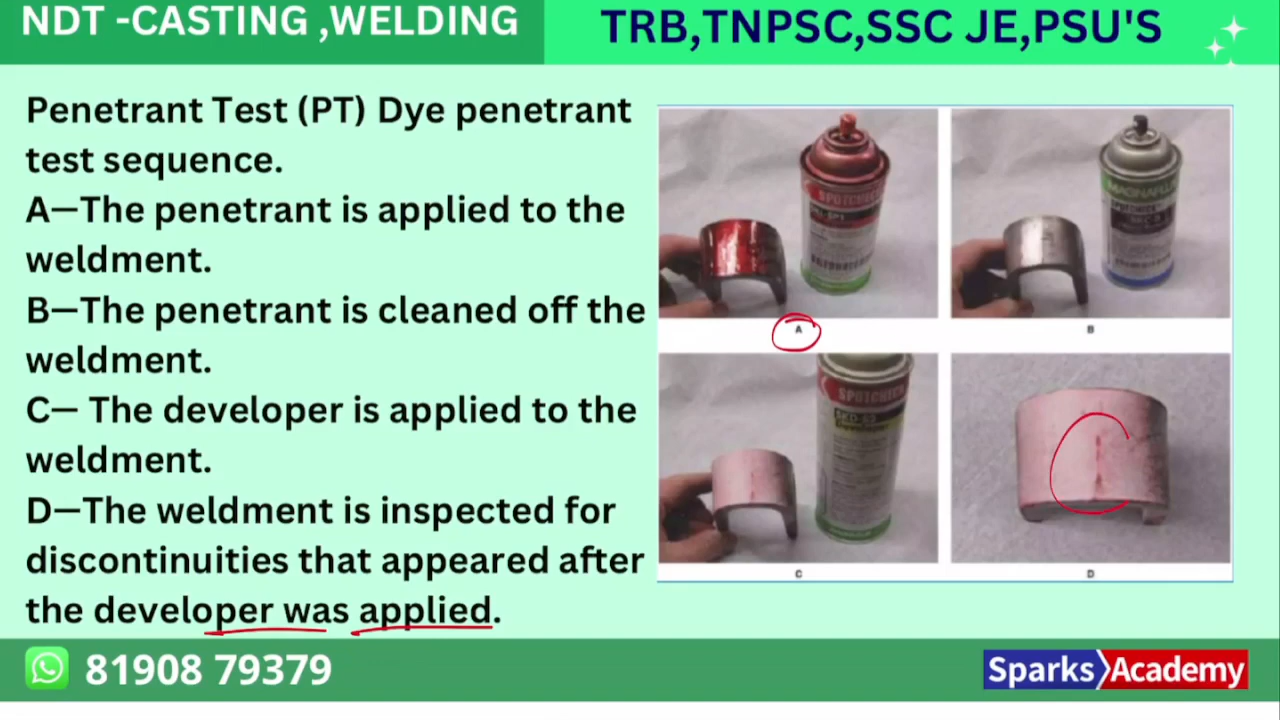 NDT -CASTING ,WELDING
TRB,TNPSC,SSC JE,PSU'S
Penetrant Test (PT) Dye penetrant
test sequence.
A—The penetrant is applied to the
weldment.
B—The penetrant is cleaned off the
weldment.
C— The developer is applied to the
weldment.
D—The weldment is inspected for
discontinuities that appeared after
the developer was applied.
SPOTCHECK
A
MAGNAFLUX
B
SPOTCHECK
C
D
81908 79379
Sparks Academy